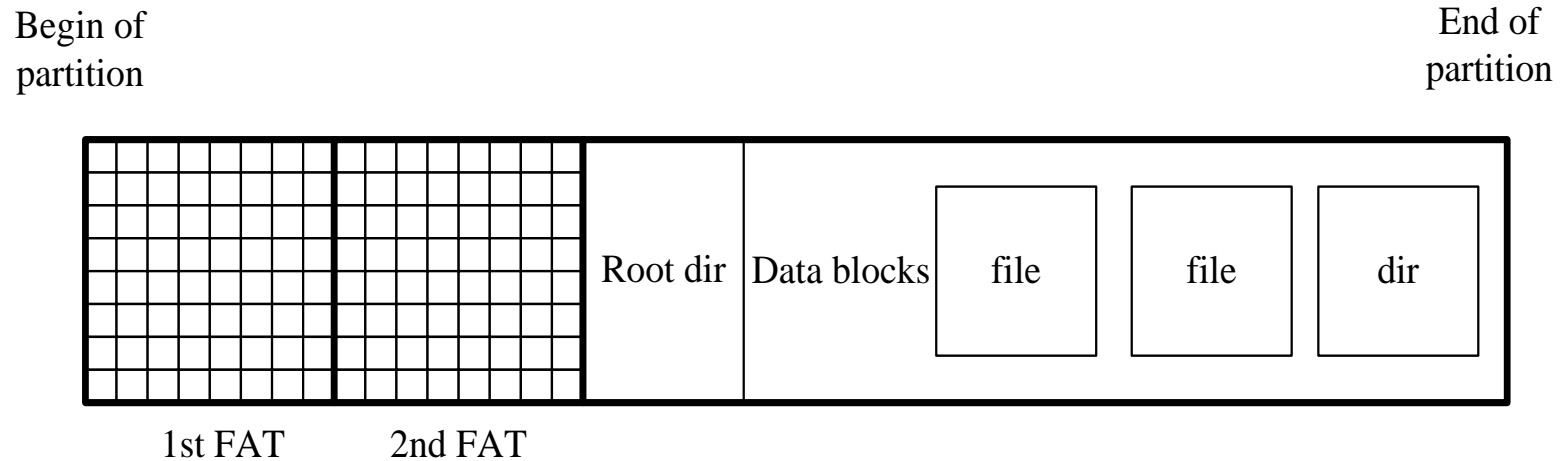 Begin of
partition
End of
partition
Root dir
Data blocks
file
file
dir
1st FAT
2nd FAT